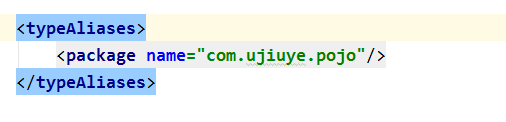 <typeAliases>
    <package name="com.ujiuye.pojo"/>
</typeAliases>